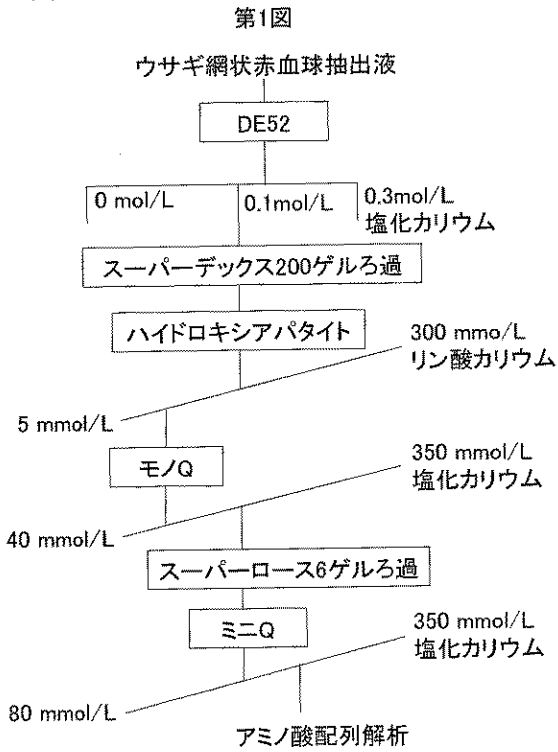 第1図
ウサギ網状赤血球抽出液
DE52
0 mol/L
0.1mol/L
0.3mol/L
塩化カリウム
スーパーデックス200ゲルろ過
ハイドロキシアパタイト
300 mmo/L
リン酸カリウム
5 mmol/L
モノQ
350 mmol/L
塩化カリウム
40 mmol/L
スーパーロース6ゲルろ過
ミニQ
350 mmol/L
塩化カリウム
80 mmol/L
アミノ酸配列解析